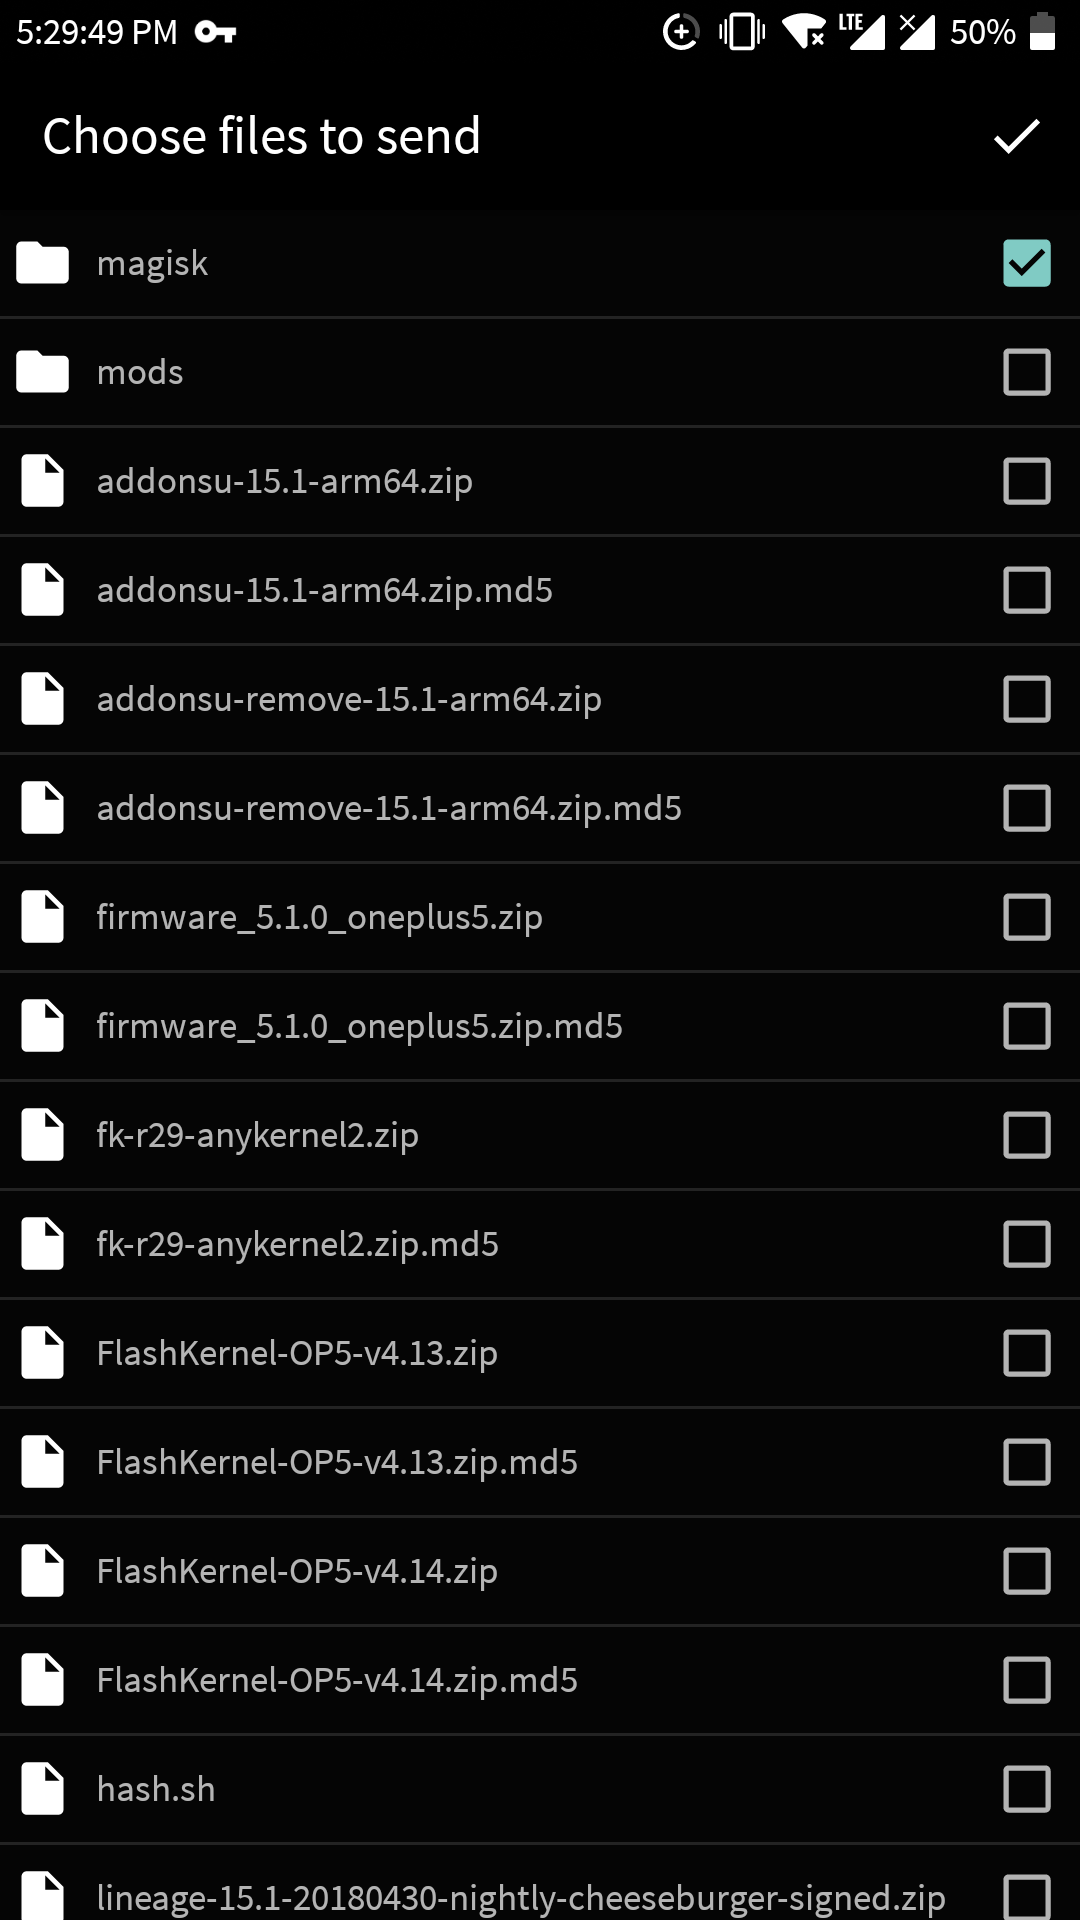 5:29:49 PM LTE 50%
Choose files to send
magisk
mods
addonsu-15.1-arm64.zip
addonsu-15.1-arm64.zip.md5
addonsu-remove-15.1-arm64.zip
addonsu-remove-15.1-arm64.zip.md5
firmware_5.1.0_oneplus5.zip
firmware_5.1.0_oneplus5.zip.md5
fk-r29-anykernel2.zip
fk-r29-anykernel2.zip.md5
FlashKernel-OP5-v4.13.zip
FlashKernel-OP5-v4.13.zip.md5
FlashKernel-OP5-v4.14.zip
FlashKernel-OP5-v4.14.zip.md5
hash.sh
lineage-15.1-20180430-nightly-cheeseburger-signed.zip